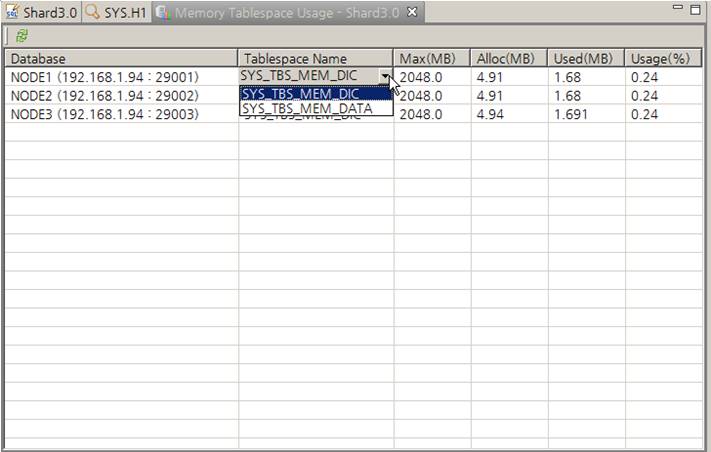 Shard3.0 SYS.H1 Memory Tablespace Usage - Shard3.0
Database Tablespace Name Max(MB) Alloc(MB) Used(MB) Usage(%)
NODE1 (192.168.1.94 : 29001) SYS_TBS_MEM_DIC 2048.0 4.91 1.68 0.24
NODE2 (192.168.1.94 : 29002) SYS_TBS_MEM_DIC 2048.0 4.91 1.68 0.24
SYS_TBS_MEM_DATA
NODE3 (192.168.1.94 : 29003) SYS_TBS_MEM_DIC 2048.0 4.94 1.691 0.24